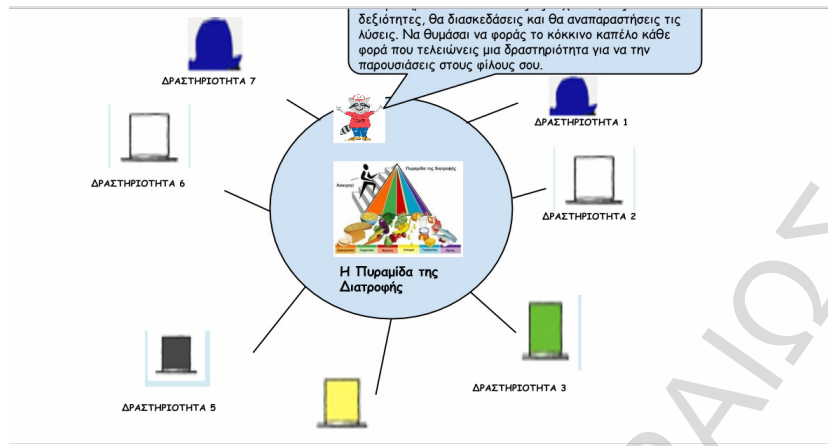 δεξιότητες, θα διασκεδάσεις και θα αναπαραστήσεις τις
λύσεις. Να θυμάσαι να φοράς το κόκκινο καπέλο κάθε
φορά που τελειώνεις μια δραστηριότητα για να την
παρουσιάσεις στους φίλους σου.
ΔΡΑΣΤΗΡΙΟΤΗΤΑ 7
ΔΡΑΣΤΗΡΙΟΤΗΤΑ 1
ΔΡΑΣΤΗΡΙΟΤΗΤΑ 6
ΔΡΑΣΤΗΡΙΟΤΗΤΑ 2
Πυραμίδα της διατροφής
Άσκηση
Η Πυραμίδα της
Διατροφής
ΔΡΑΣΤΗΡΙΟΤΗΤΑ 3
ΔΡΑΣΤΗΡΙΟΤΗΤΑ 5
ΡΑΙΩΣ